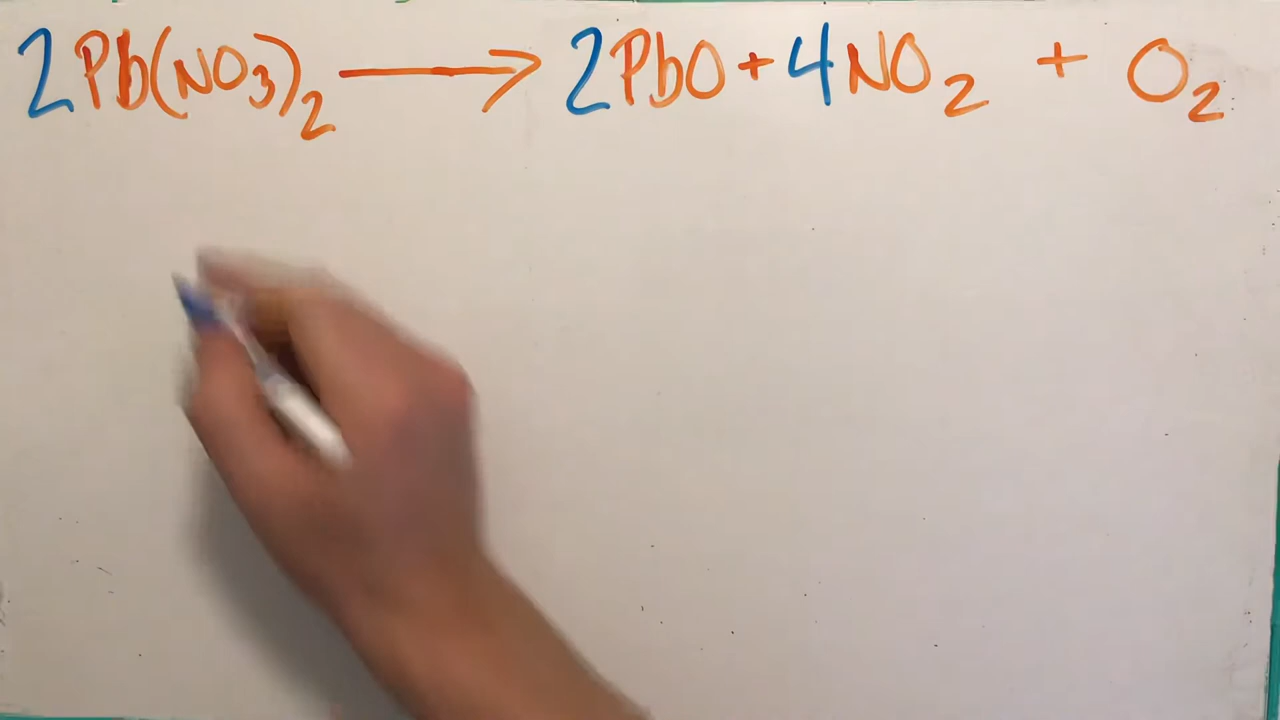 2Pb(NO₃)₂ → 2PbO + 4NO₂ + O₂